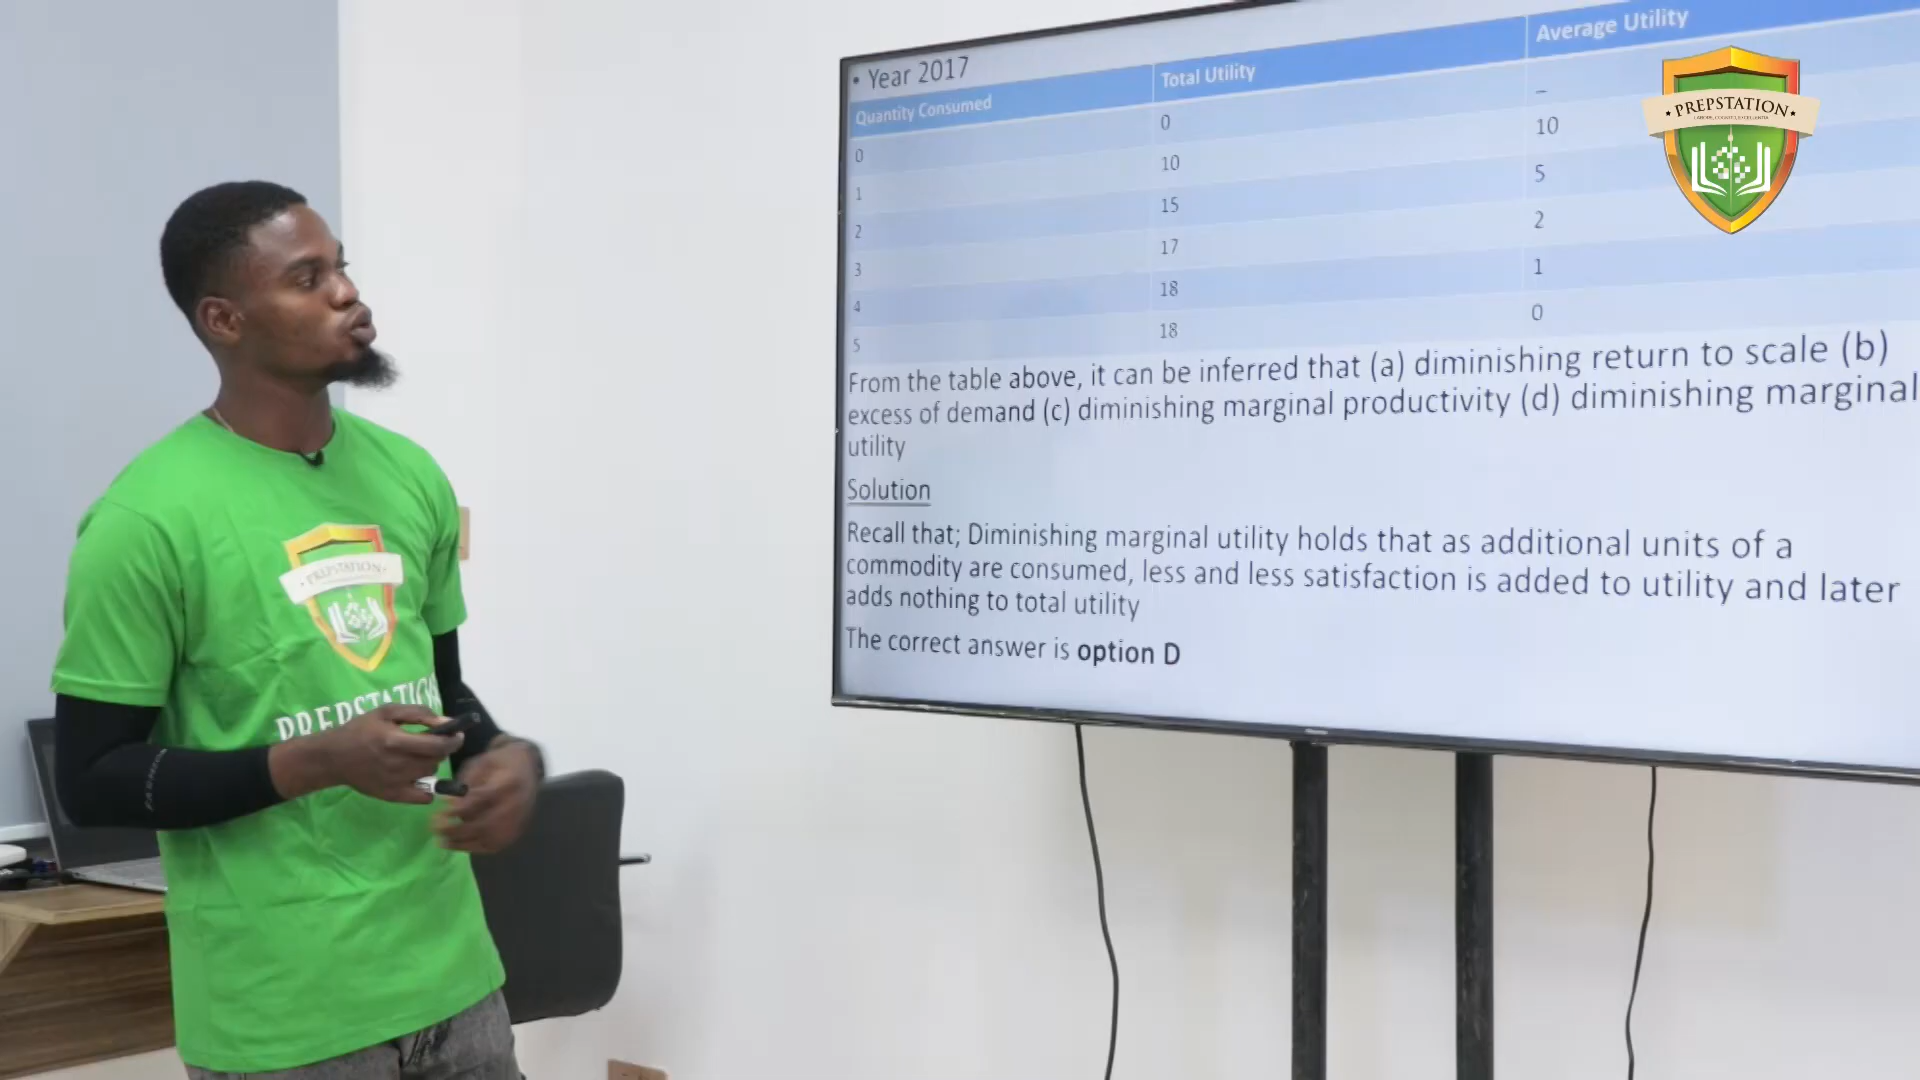 • Year 2017
Quantity Consumed Total Utility Average Utility
0 0 –
1 10 10
2 15 5
3 17 2
4 18 1
5 18 0
From the table above, it can be inferred that (a) diminishing return to scale (b)
excess of demand (c) diminishing marginal productivity (d) diminishing marginal
utility
Solution
Recall that; Diminishing marginal utility holds that as additional units of a
commodity are consumed, less and less satisfaction is added to utility and later
adds nothing to total utility
The correct answer is option D
PREPSTATION
PREPSTATION
PREPSTATION